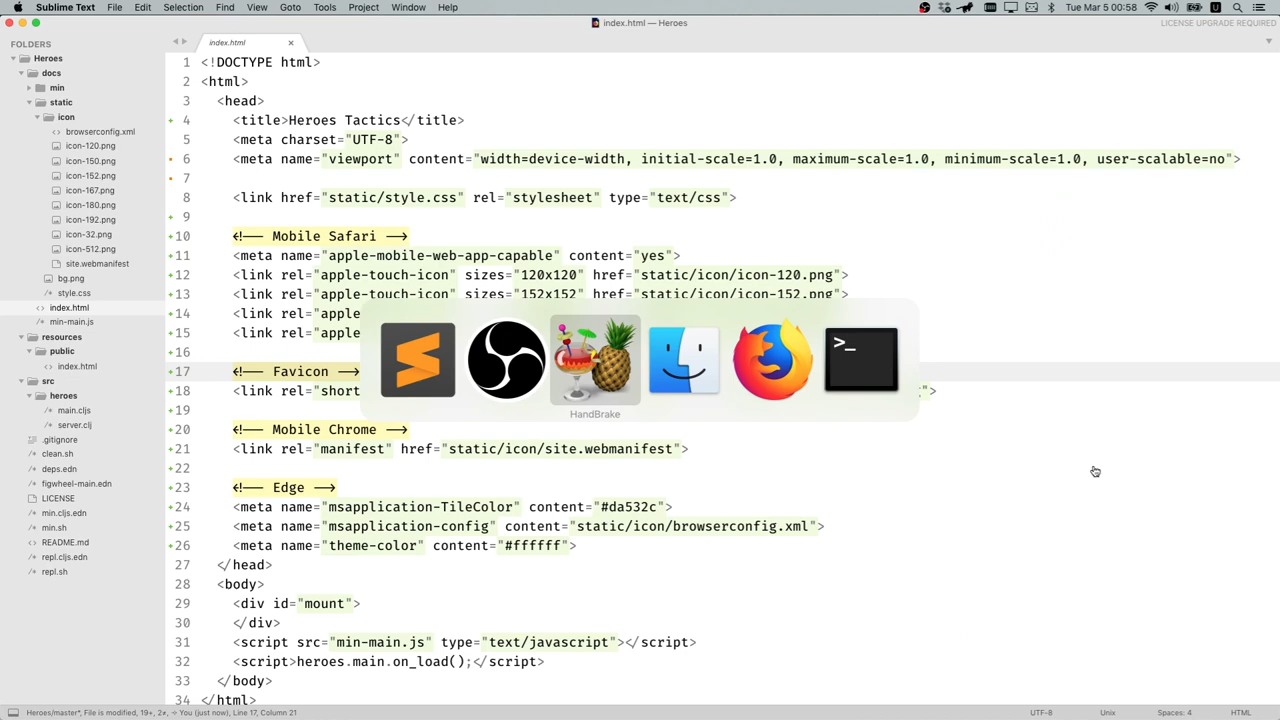 Sublime Text File Edit Selection Find View Goto Tools Project Window Help
Tue Mar 5 00:58
index.html — Heroes
LICENSE UPGRADE REQUIRED
FOLDERS
Heroes
docs
min
static
icon
browserconfig.xml
icon-120.png
icon-150.png
icon-152.png
icon-167.png
icon-180.png
icon-192.png
icon-32.png
icon-512.png
site.webmanifest
bg.png
style.css
index.html
min-main.js
resources
public
index.html
src
heroes
main.cljs
server.clj
.gitignore
clean.sh
deps.edn
figwheel-main.edn
LICENSE
min.cljs.edn
min.sh
README.md
repl.cljs.edn
repl.sh
index.html
1 <!DOCTYPE html>
2 <html>
3 <head>
4 <title>Heroes Tactics</title>
5 <meta charset="UTF-8">
6 <meta name="viewport" content="width=device-width, initial-scale=1.0, maximum-scale=1.0, minimum-scale=1.0, user-scalable=no">
7
8 <link href="static/style.css" rel="stylesheet" type="text/css">
9
10 <!-- Mobile Safari -->
11 <meta name="apple-mobile-web-app-capable" content="yes">
12 <link rel="apple-touch-icon" sizes="120x120" href="static/icon/icon-120.png">
13 <link rel="apple-touch-icon" sizes="152x152" href="static/icon/icon-152.png">
14 <link rel="apple
15 <link rel="apple
16
17 <!-- Favicon -->
18 <link rel="short ">
19
20 <!-- Mobile Chrome -->
21 <link rel="manifest" href="static/icon/site.webmanifest">
22
23 <!-- Edge -->
24 <meta name="msapplication-TileColor" content="#da532c">
25 <meta name="msapplication-config" content="static/icon/browserconfig.xml">
26 <meta name="theme-color" content="#ffffff">
27 </head>
28 <body>
29 <div id="mount">
30 </div>
31 <script src="min-main.js" type="text/javascript"></script>
32 <script>heroes.main.on_load();</script>
33 </body>
34 </html>
>_
HandBrake
Heroes/master*, File is modified, 19+, 2≠, ⇢ You (just now), Line 17, Column 21
UTF-8 Unix Spaces: 4 HTML